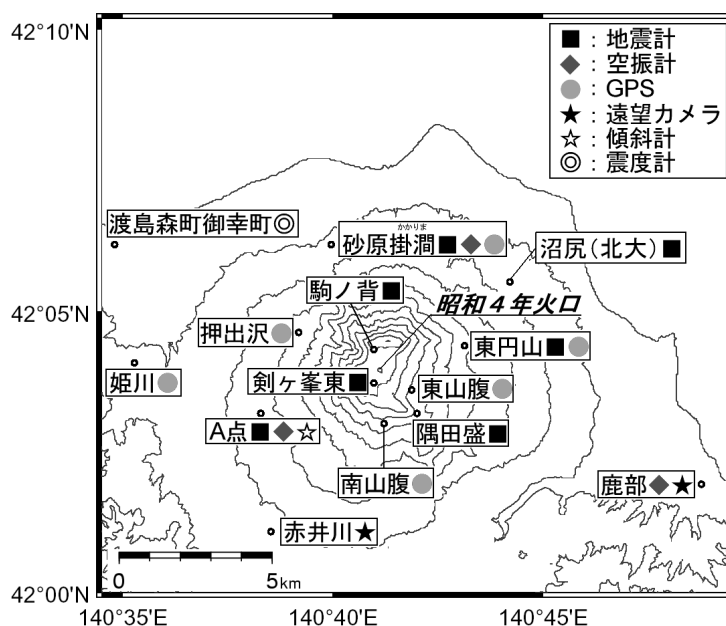 42°10'N
■ : 地震計
◆ : 空振計
● : GPS
★ : 遠望カメラ
☆ : 傾斜計
◎ : 震度計
渡島森町御幸町◎
かかりま
砂原掛澗■◆●
沼尻(北大)■
駒ノ背■
昭和4年火口
42°05'N
押出沢●
東円山■●
姫川●
剣ヶ峯東■
東山腹●
A点■◆☆
隅田盛■
南山腹●
鹿部◆★
赤井川★
0
5km
42°00'N
140°35'E
140°40'E
140°45'E